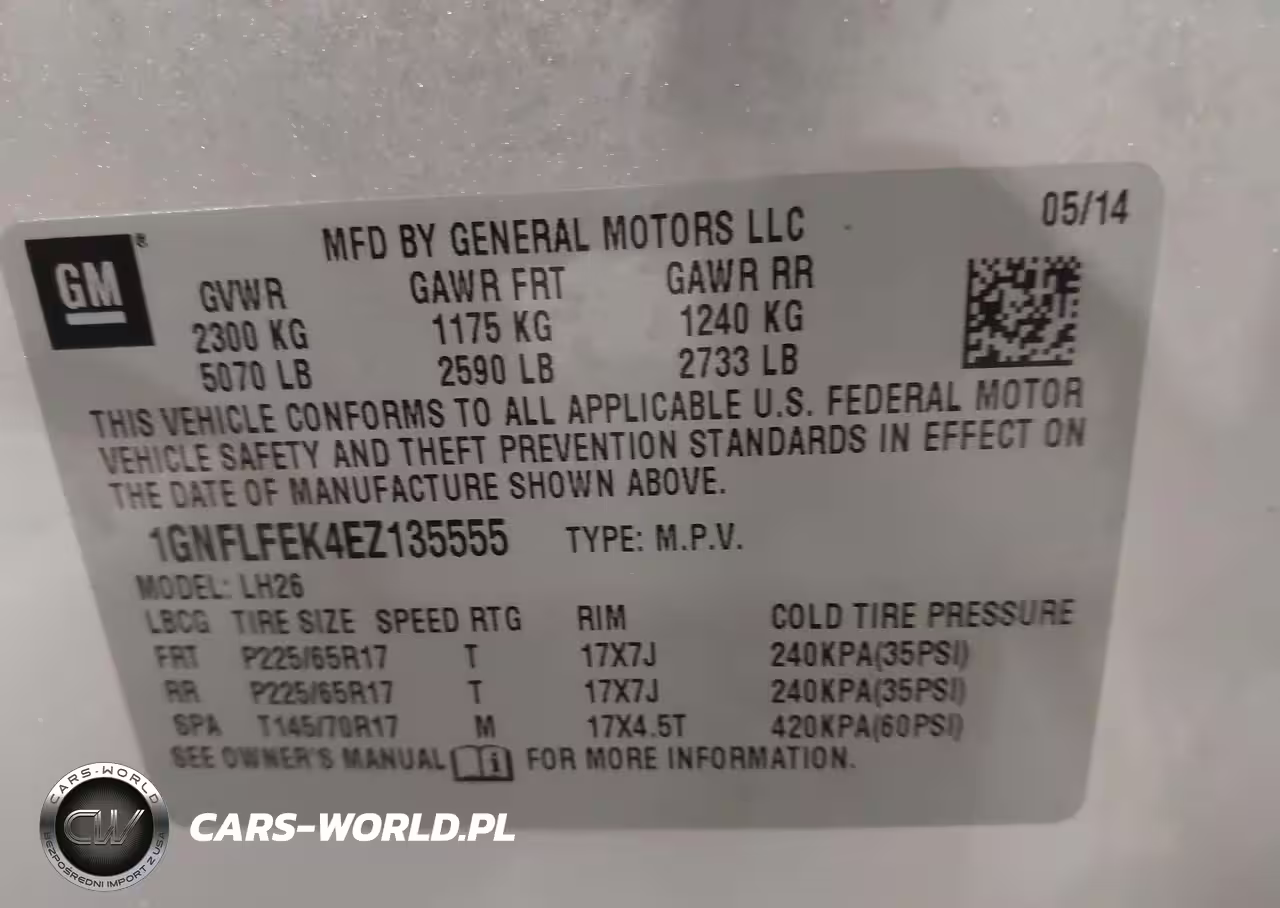 05/14
GM®
MFD BY GENERAL MOTORS LLC
GVWR GAWR FRT GAWR RR
2300 KG 1175 KG 1240 KG
5070 LB 2590 LB 2733 LB
THIS VEHICLE CONFORMS TO ALL APPLICABLE U.S. FEDERAL MOTOR
VEHICLE SAFETY AND THEFT PREVENTION STANDARDS IN EFFECT ON
THE DATE OF MANUFACTURE SHOWN ABOVE.
1GNFLFEK4EZ135555 TYPE: M.P.V.
MODEL: LH26
LBCG TIRE SIZE SPEED RTG RIM COLD TIRE PRESSURE
FRT P225/65R17 T 17X7J 240KPA(35PSI)
RR P225/65R17 T 17X7J 240KPA(35PSI)
SPA T145/70R17 M 17X4.5T 420KPA(60PSI)
SEE OWNER'S MANUAL i FOR MORE INFORMATION.
CARS-WORLD
CW
BEZPOŚREDNI IMPORT Z USA
CARS-WORLD.PL